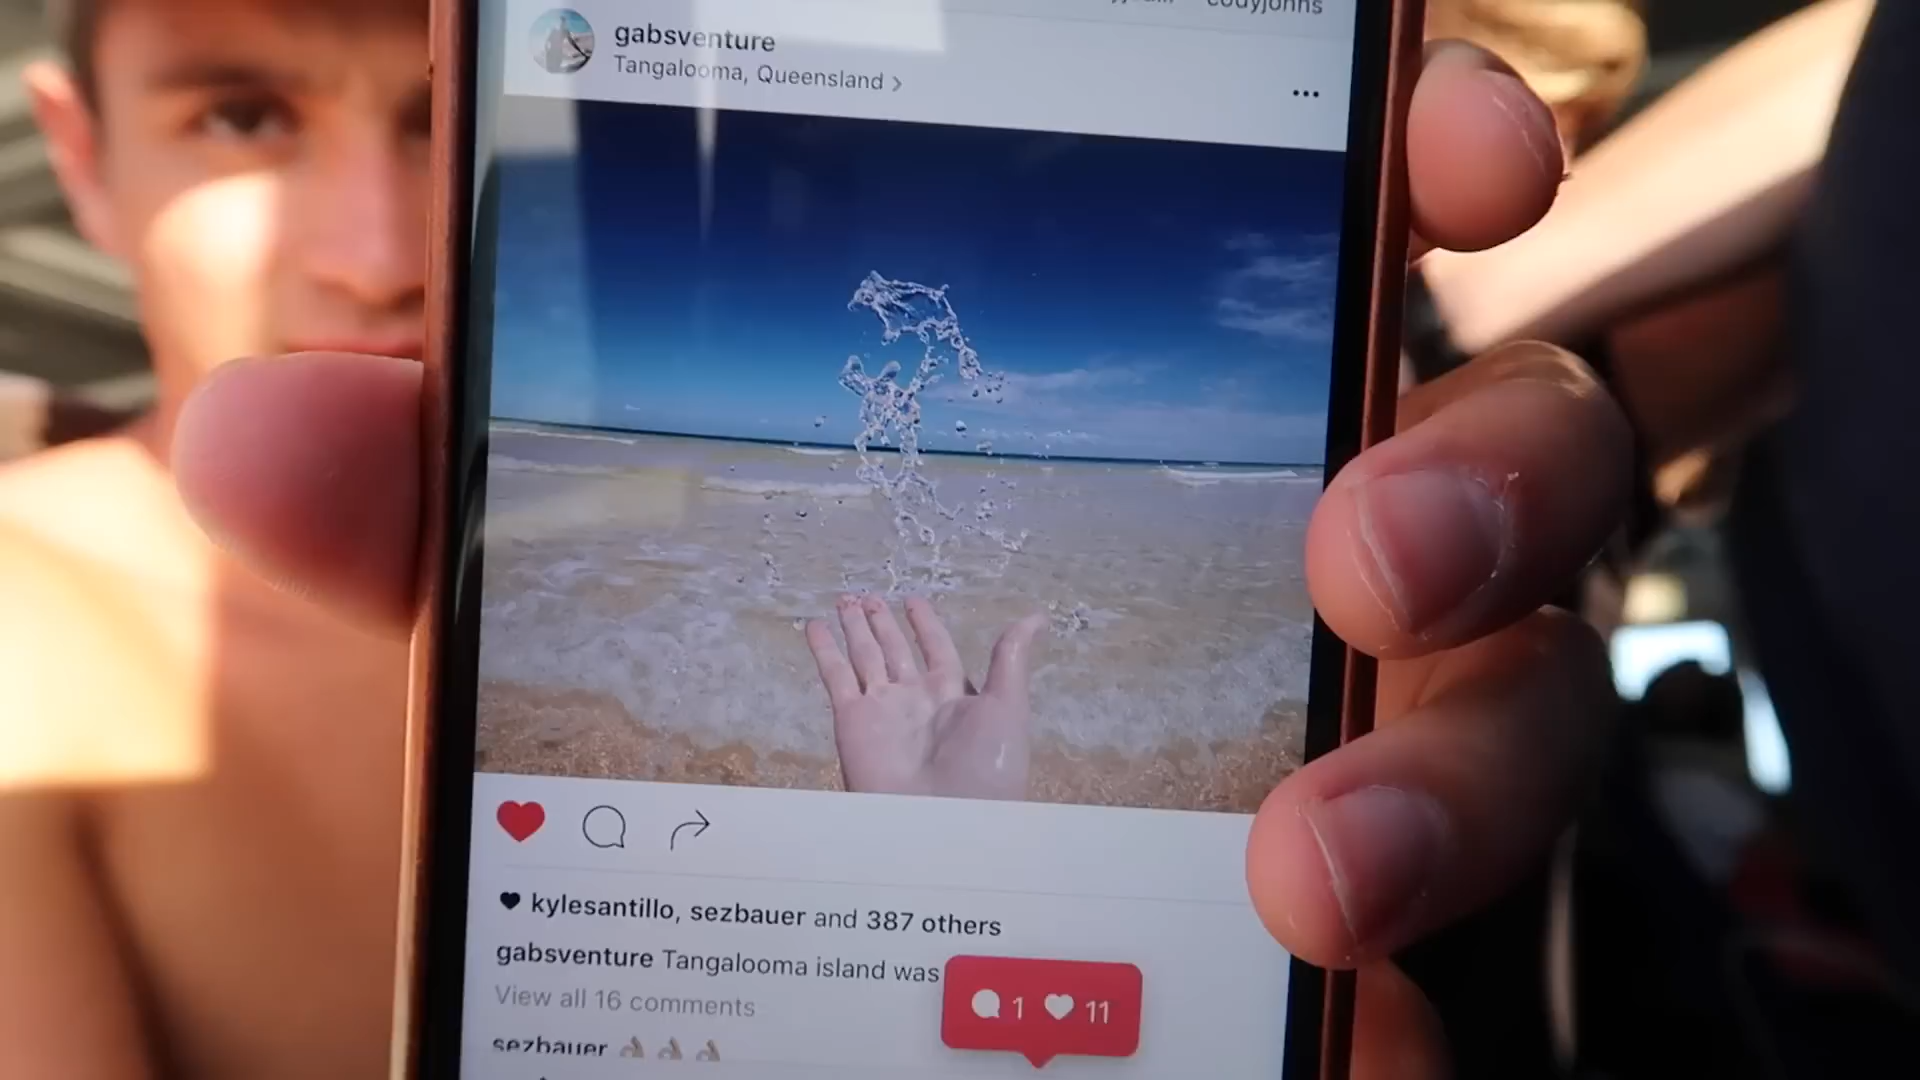 codyjohns
gabsventure
Tangalooma, Queensland >
kylesantillo, sezbauer and 387 others
gabsventure Tangalooma island was
View all 16 comments
1 11
sezbauer